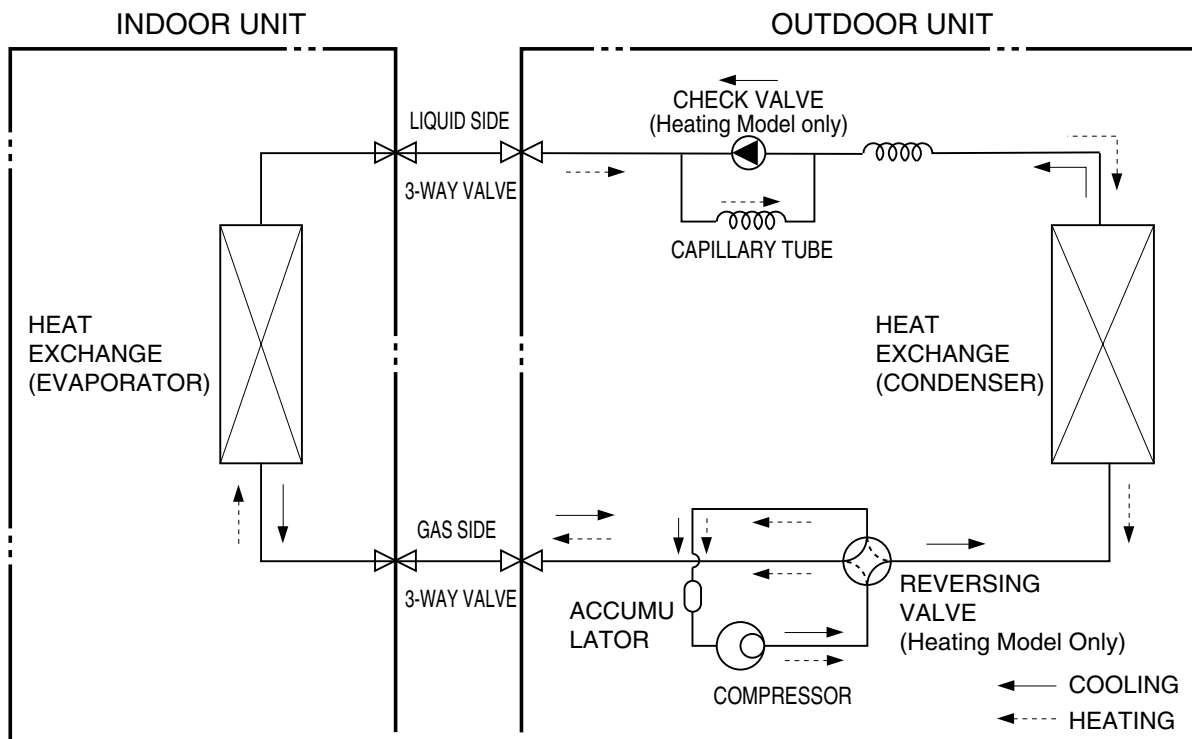 INDOOR UNIT
OUTDOOR UNIT
LIQUID SIDE
3-WAY VALVE
CHECK VALVE
(Heating Model only)
CAPILLARY TUBE
HEAT
EXCHANGE
(EVAPORATOR)
HEAT
EXCHANGE
(CONDENSER)
GAS SIDE
3-WAY VALVE
ACCUMU
LATOR
COMPRESSOR
REVERSING
VALVE
(Heating Model Only)
COOLING
HEATING